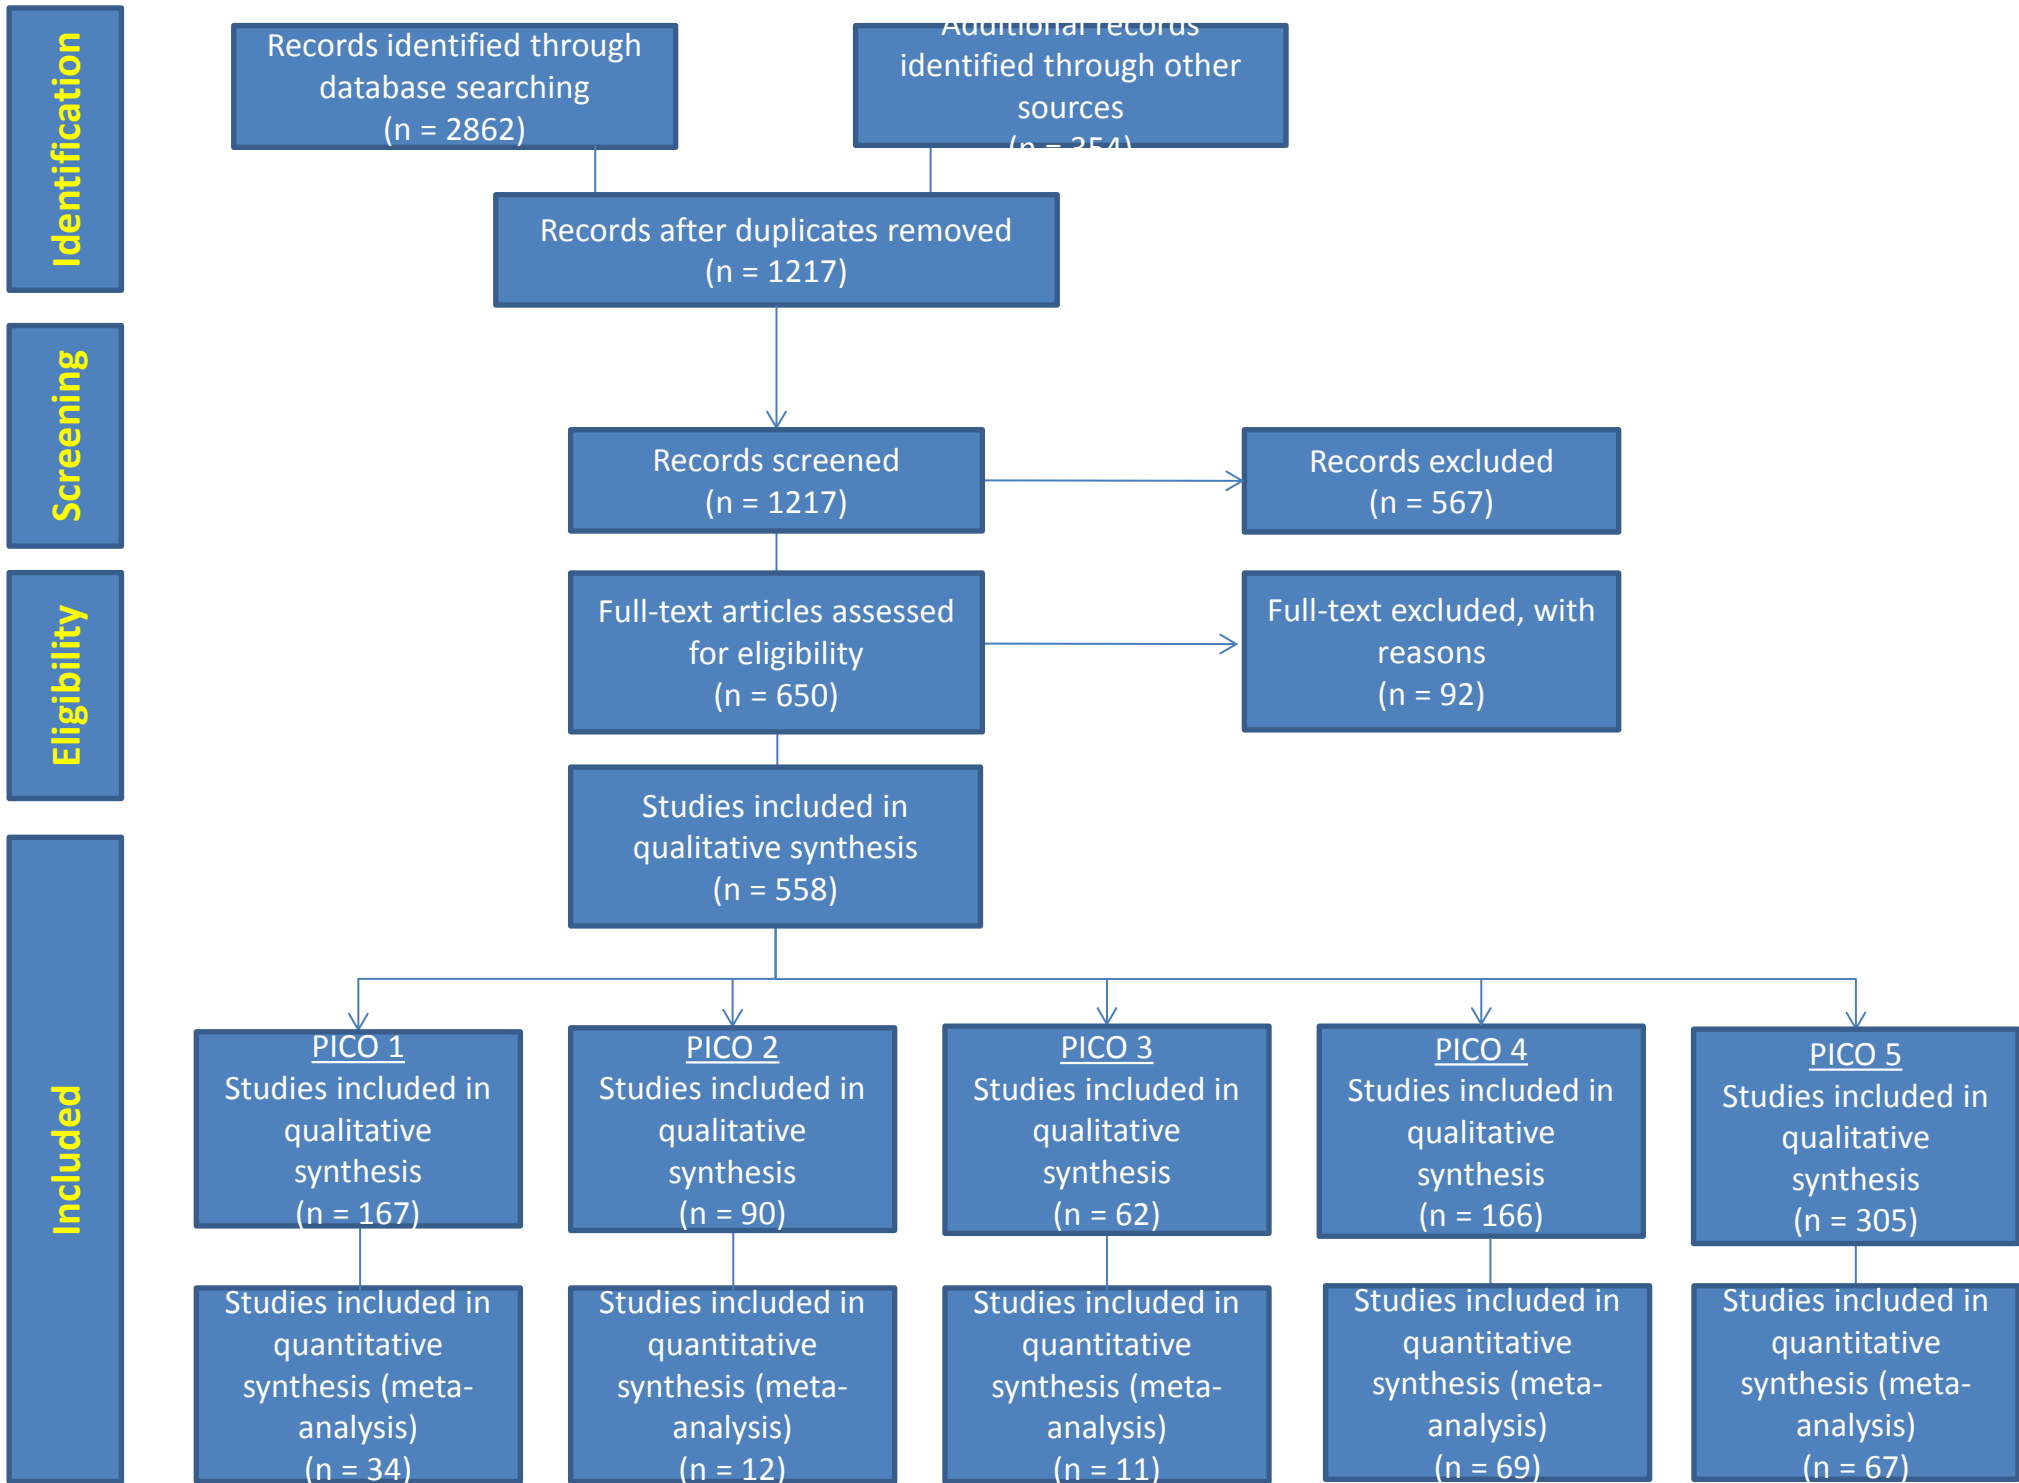 Identification
Records identified through
database searching
(n = 2862)
Additional records
identified through other
sources
(n = 354)
Records after duplicates removed
(n = 1217)
Screening
Records screened
(n = 1217)
Records excluded
(n = 567)
Eligibility
Full-text articles assessed
for eligibility
(n = 650)
Full-text excluded, with
reasons
(n = 92)
Studies included in
qualitative synthesis
(n = 558)
Included
PICO 1
Studies included in
qualitative
synthesis
(n = 167)
PICO 2
Studies included in
qualitative
synthesis
(n = 90)
PICO 3
Studies included in
qualitative
synthesis
(n = 62)
PICO 4
Studies included in
qualitative
synthesis
(n = 166)
PICO 5
Studies included in
qualitative
synthesis
(n = 305)
Studies included in
quantitative
synthesis (meta-
analysis)
(n = 34)
Studies included in
quantitative
synthesis (meta-
analysis)
(n = 12)
Studies included in
quantitative
synthesis (meta-
analysis)
(n = 11)
Studies included in
quantitative
synthesis (meta-
analysis)
(n = 69)
Studies included in
quantitative
synthesis (meta-
analysis)
(n = 67)